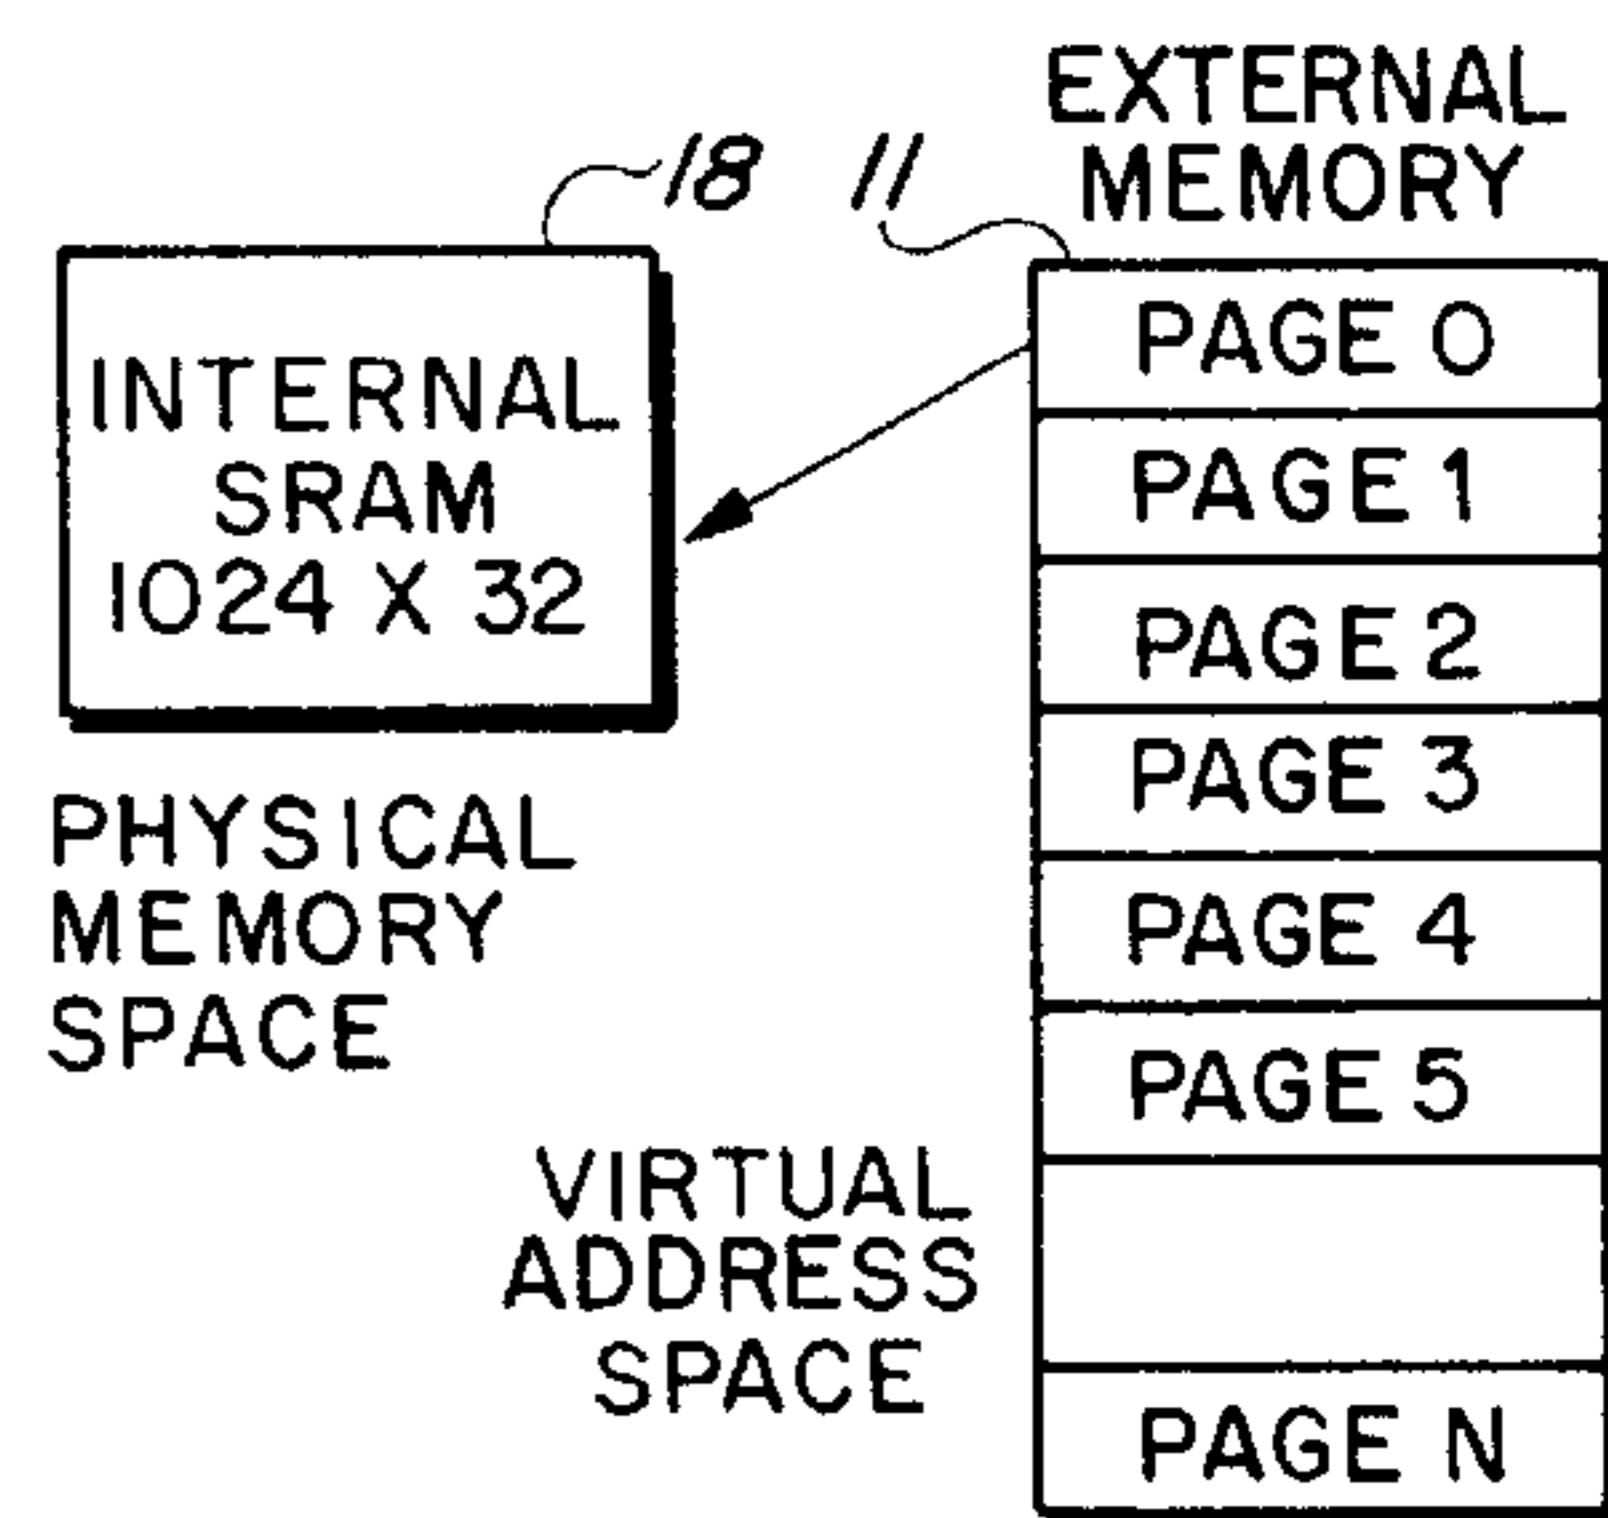 EXTERNAL
MEMORY
18
11
INTERNAL
SRAM
1024 X 32
PHYSICAL
MEMORY
SPACE
PAGE 0
PAGE 1
PAGE 2
PAGE 3
PAGE 4
PAGE 5
PAGE N
VIRTUAL
ADDRESS
SPACE